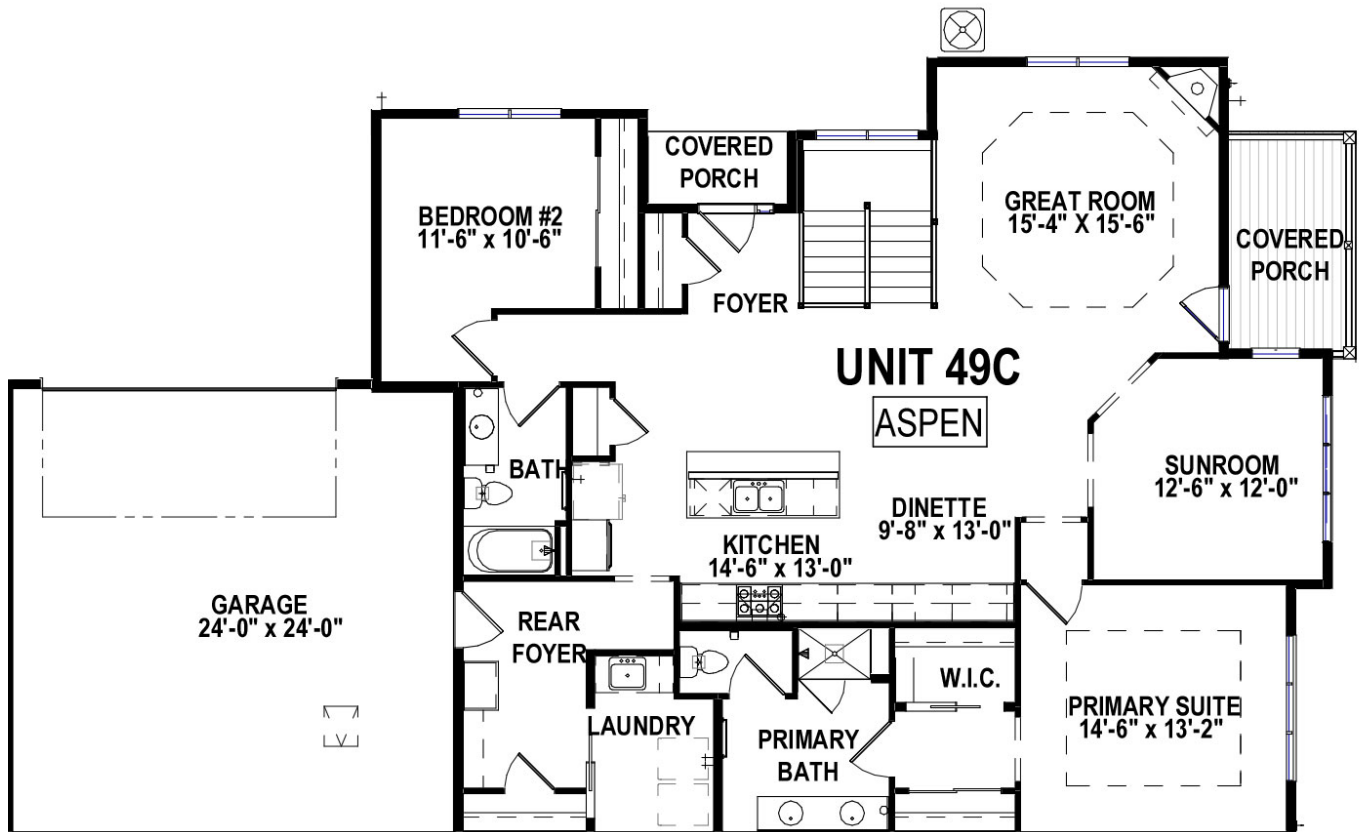 COVERED
PORCH
BEDROOM #2
11'-6" x 10'-6"
GREAT ROOM
15'-4" X 15'-6"
COVERED
PORCH
FOYER
UNIT 49C
ASPEN
BATH
SUNROOM
12'-6" x 12'-0"
DINETTE
9'-8" x 13'-0"
KITCHEN
14'-6" x 13'-0"
GARAGE
24'-0" x 24'-0"
REAR
FOYER
W.I.C.
LAUNDRY
PRIMARY
BATH
PRIMARY SUITE
14'-6" x 13'-2"